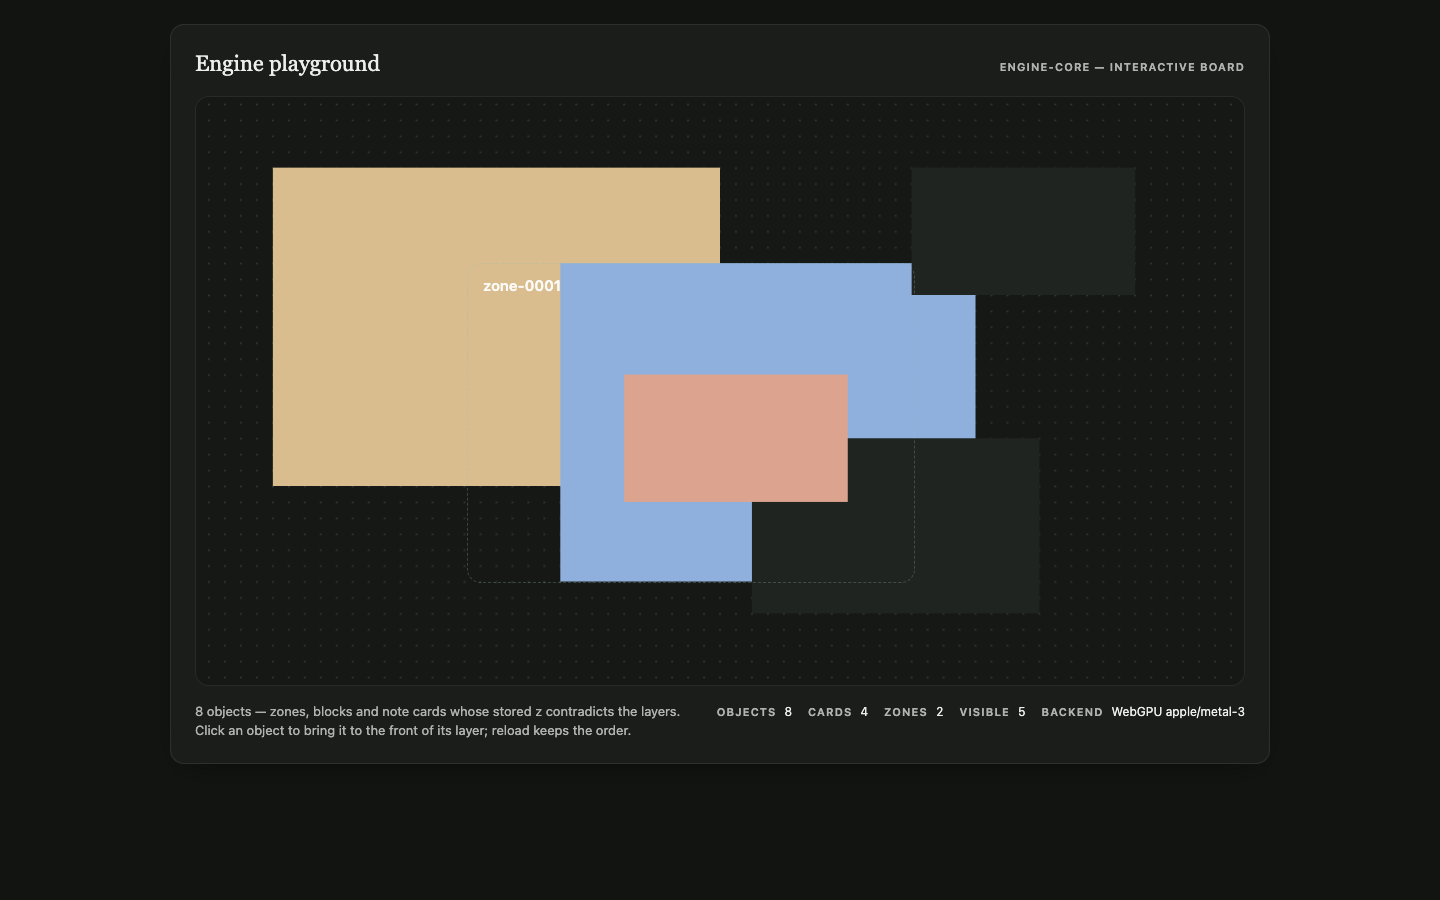 Engine playground
ENGINE-CORE — INTERACTIVE BOARD
zone-0001
8 objects — zones, blocks and note cards whose stored z contradicts the layers.
Click an object to bring it to the front of its layer; reload keeps the order.
OBJECTS 8 CARDS 4 ZONES 2 VISIBLE 5 BACKEND WebGPU apple/metal-3